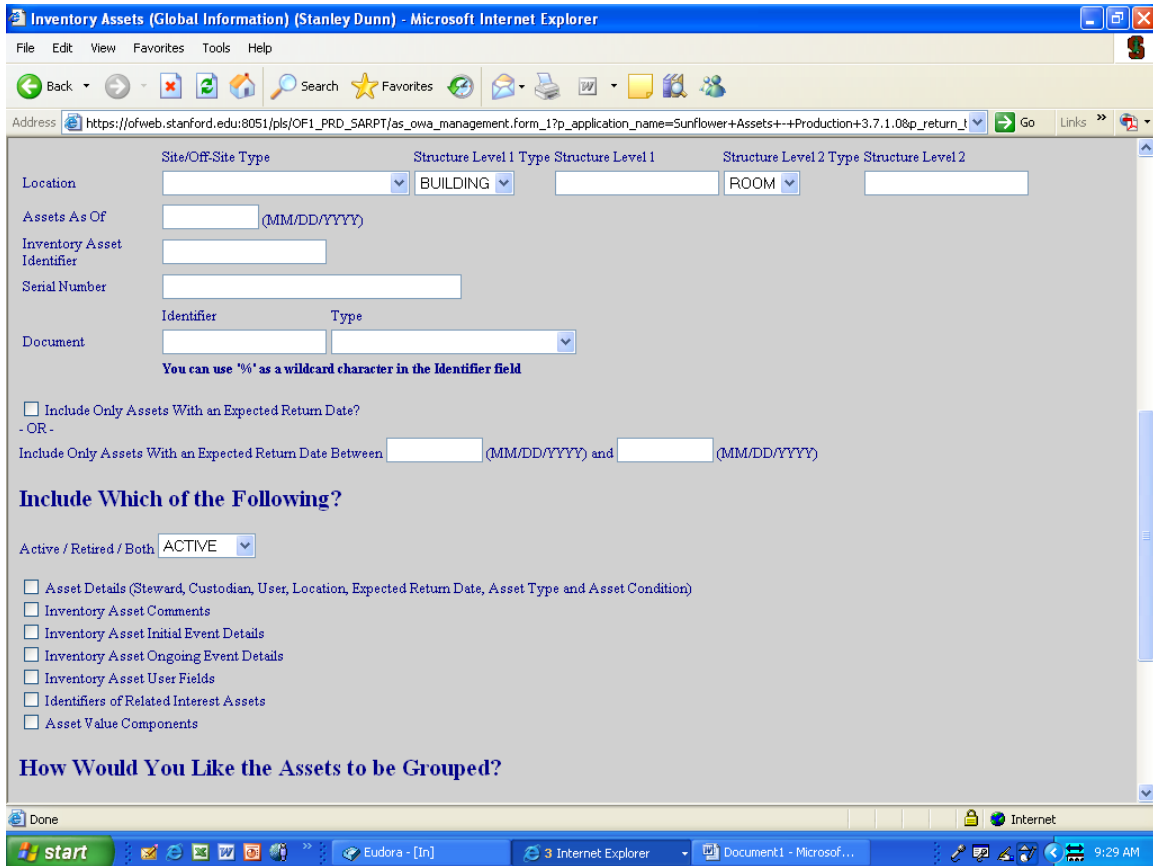 Inventory Assets (Global Information) (Stanley Dunn) - Microsoft Internet Explorer
File Edit View Favorites Tools Help
Back Search Favorites
Address https://ofweb.stanford.edu:8051/pls/OF1_PRD_SARPT/as_owa_management.form_1?p_application_name=Sunflower+Assets+-+Production+3.7.1.0&p_return_t Go Links »
Site/Off-Site Type Structure Level 1 Type Structure Level 1 Structure Level 2 Type Structure Level 2
Location BUILDING ROOM
Assets As Of (MM/DD/YYYY)
Inventory Asset
Identifier
Serial Number
Identifier Type
Document
You can use '%' as a wildcard character in the Identifier field
Include Only Assets With an Expected Return Date?
- OR -
Include Only Assets With an Expected Return Date Between (MM/DD/YYYY) and (MM/DD/YYYY)
Include Which of the Following?
Active / Retired / Both ACTIVE
Asset Details (Steward, Custodian, User, Location, Expected Return Date, Asset Type and Asset Condition)
Inventory Asset Comments
Inventory Asset Initial Event Details
Inventory Asset Ongoing Event Details
Inventory Asset User Fields
Identifiers of Related Interest Assets
Asset Value Components
How Would You Like the Assets to be Grouped?
Done Internet
start » Eudora - [In] 3 Internet Explorer Document1 - Microsof... 9:29 AM